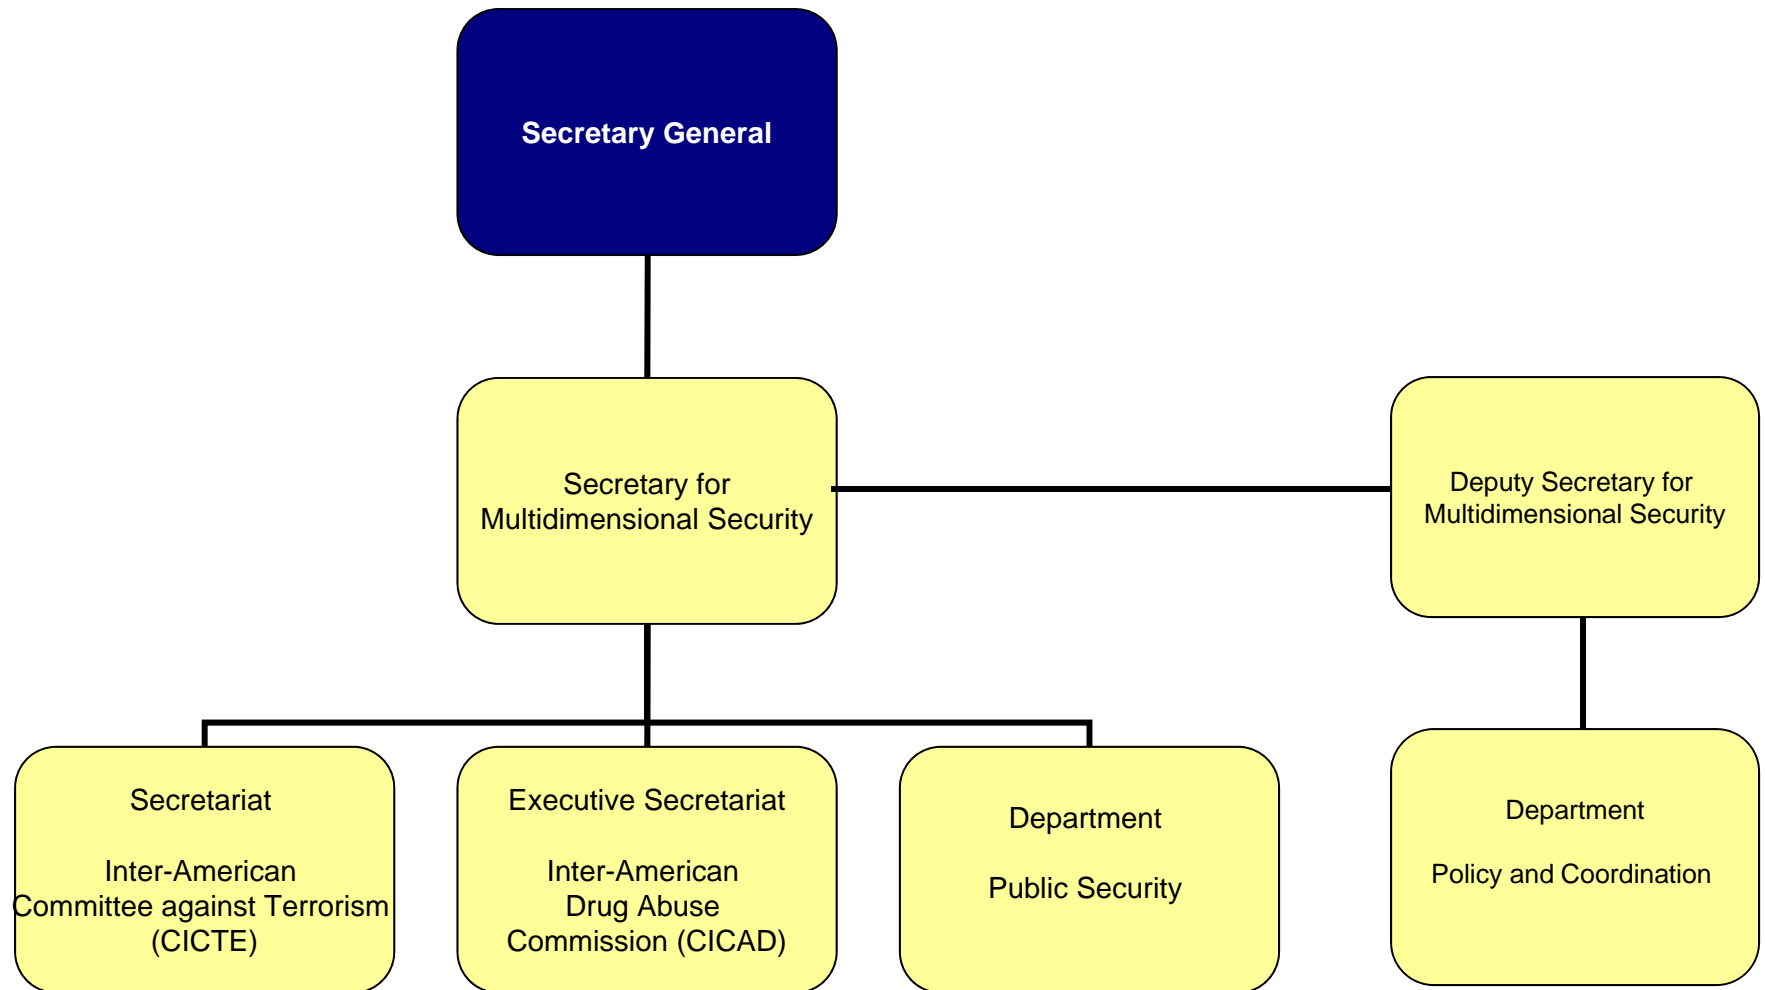 Secretary General
Secretary for
Multidimensional Security
Deputy Secretary for
Multidimensional Security
Secretariat
Inter-American
Committee against Terrorism
(CICTE)
Executive Secretariat
Inter-American
Drug Abuse
Commission (CICAD)
Department
Public Security
Department
Policy and Coordination